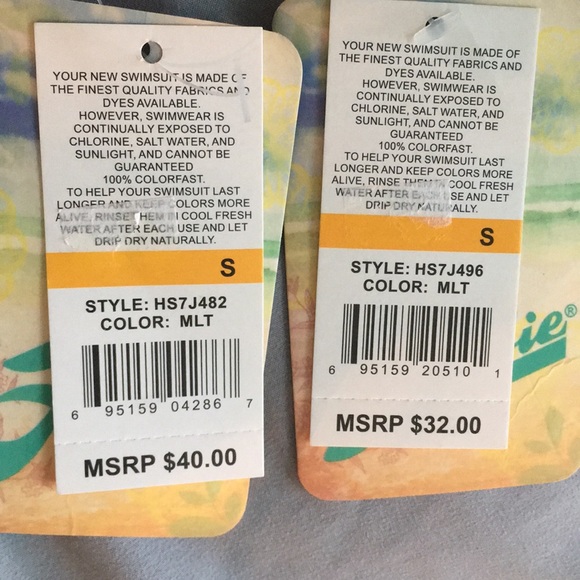 YOUR NEW SWIMSUIT IS MADE OF
THE FINEST QUALITY FABRICS AND
DYES AVAILABLE.
HOWEVER, SWIMWEAR IS
CONTINUALLY EXPOSED TO
CHLORINE, SALT WATER, AND
SUNLIGHT, AND CANNOT BE
GUARANTEED
100% COLORFAST.
TO HELP YOUR SWIMSUIT LAST
LONGER AND KEEP COLORS MORE
ALIVE, RINSE THEM IN COOL FRESH
WATER AFTER EACH USE AND LET
DRIP DRY NATURALLY.
S
STYLE: HS7J482
COLOR: MLT
6 95159 04286 7
MSRP $40.00
YOUR NEW SWIMSUIT IS MADE OF
THE FINEST QUALITY FABRICS AND
DYES AVAILABLE.
HOWEVER, SWIMWEAR IS
CONTINUALLY EXPOSED TO
CHLORINE, SALT WATER, AND
SUNLIGHT, AND CANNOT BE
GUARANTEED
100% COLORFAST.
TO HELP YOUR SWIMSUIT LAST
LONGER AND KEEP COLORS MORE
ALIVE, RINSE THEM IN COOL FRESH
WATER AFTER EACH USE AND LET
DRIP DRY NATURALLY.
S
STYLE: HS7J496
COLOR: MLT
6 95159 20510 1
MSRP $32.00
ie®